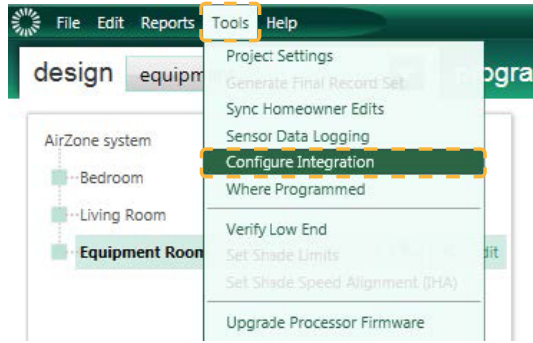 File Edit Reports Tools Help
design equipm ogra
Project Settings
Generate Final Record Set
Sync Homeowner Edits
Sensor Data Logging
Configure Integration
Where Programmed
Verify Low End
Set Shade Limits
Set Shade Speed Alignment (IHA)
Upgrade Processor Firmware
AirZone system
Bedroom
Living Room
Equipment Room dit